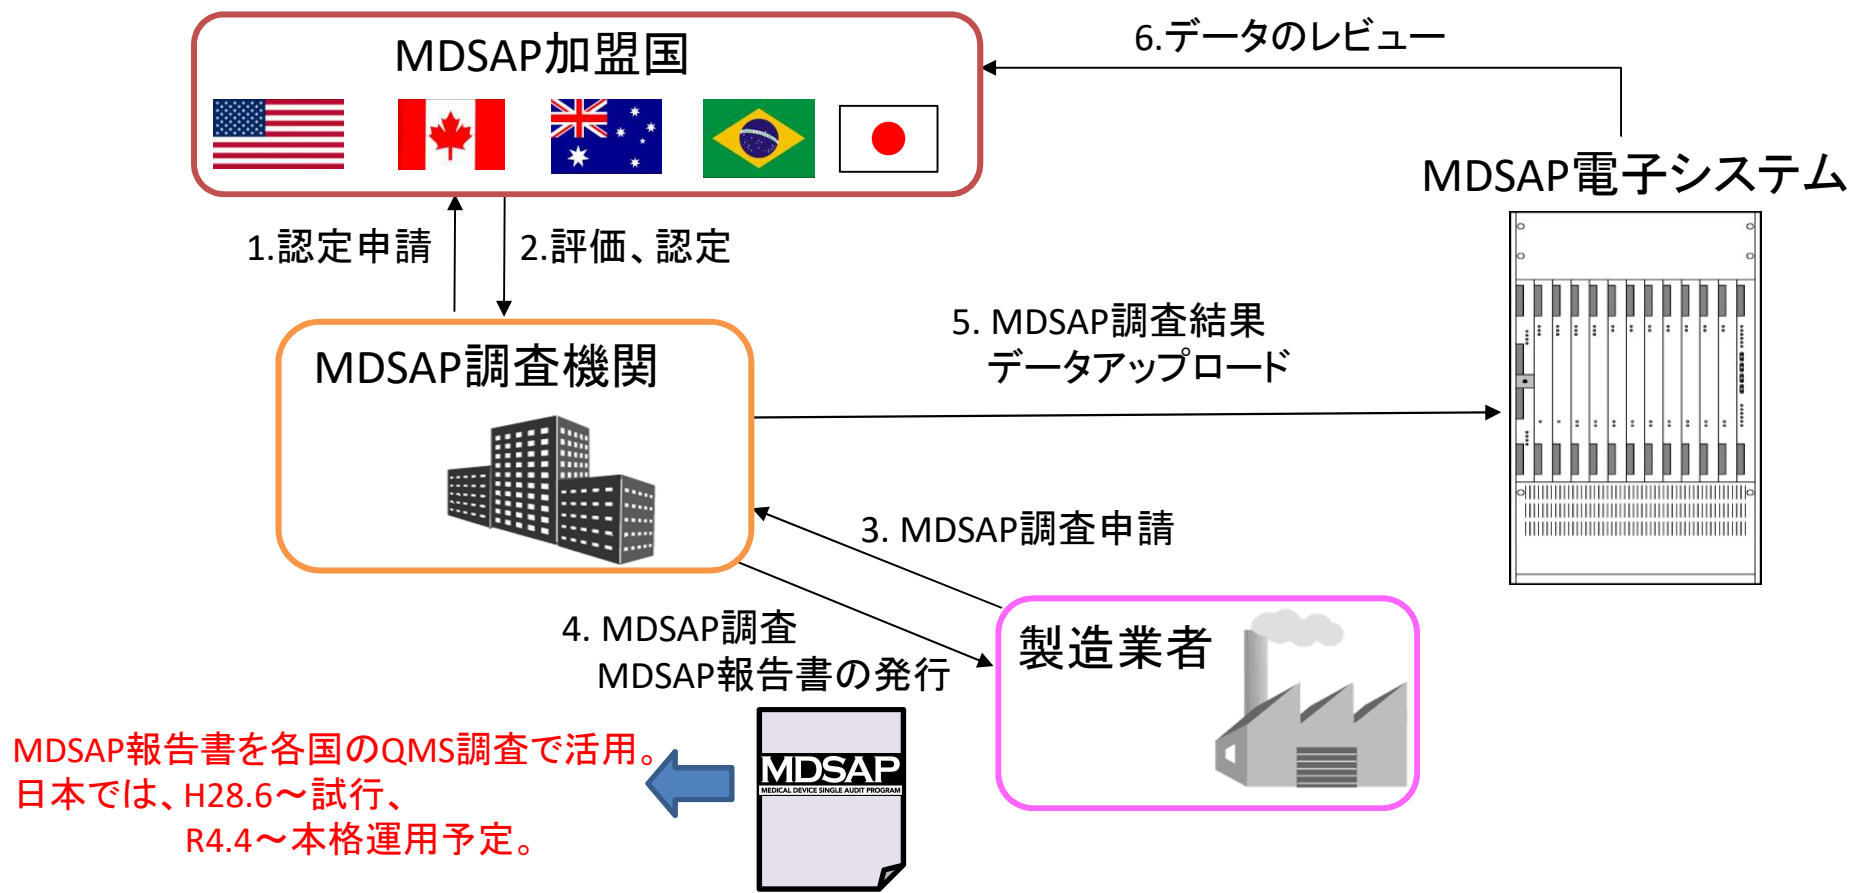 MDSAP加盟国
6.データのレビュー
MDSAP電子システム
1.認定申請
2.評価、認定
5. MDSAP調査結果
データアップロード
MDSAP調査機関
3. MDSAP調査申請
4. MDSAP調査
MDSAP報告書の発行
製造業者
MDSAP報告書を各国のQMS調査で活用。
日本では、H28.6～試行、
R4.4～本格運用予定。
MDSAP
MEDICAL DEVICE SINGLE AUDIT PROGRAM